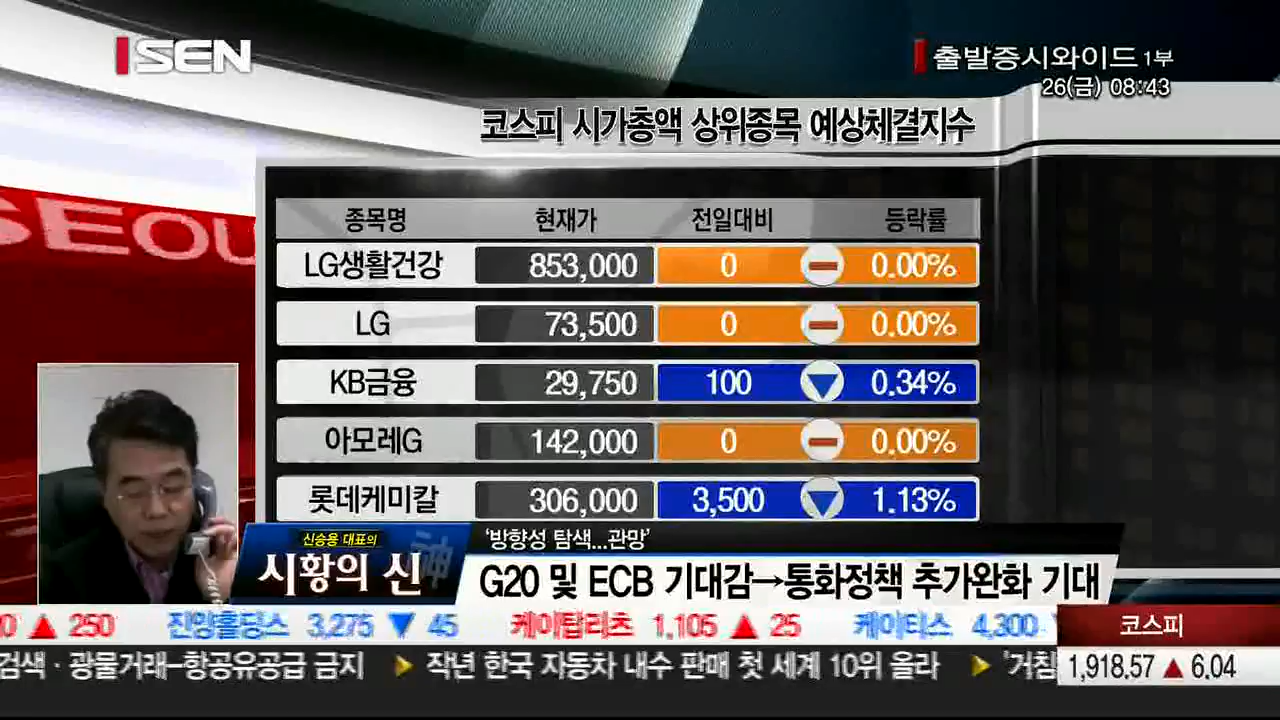 SEN
출발증시와이드 1부
26(금) 08:43
코스피 시가총액 상위종목 예상체결지수
SEOU
종목명 현재가 전일대비 등락률
LG생활건강 853,000 0 0.00%
LG 73,500 0 0.00%
KB금융 29,750 100 ▼ 0.34%
아모레G 142,000 0 0.00%
롯데케미칼 306,000 3,500 ▼ 1.13%
신승용 대표의
시황의 신 神
'방향성 탐색...관망'
G20 및 ECB 기대감→통화정책 추가완화 기대
0 ▲ 250 진양홀딩스 3,275 ▼ 45 케이탑리츠 1,105 ▲ 25 케이티스 4,300 코스피
검색·광물거래-항공유공급 금지 ▶ 작년 한국 자동차 내수 판매 첫 세계 10위 올라 ▶ '거침 1,918.57 ▲ 6.04